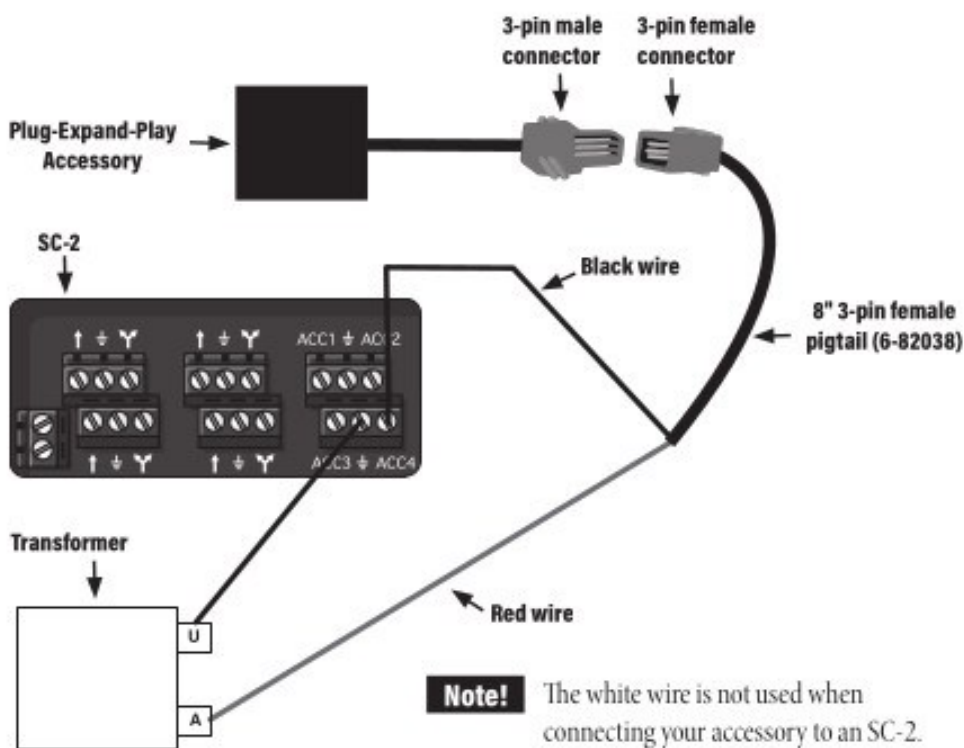 3-pin male
connector
3-pin female
connector
Plug-Expand-Play
Accessory
SC-2
Black wire
8" 3-pin female
pigtail (6-82038)
ACC1 ACC2
ACC3 ACC4
Transformer
U
Red wire
A
Note! The white wire is not used when
connecting your accessory to an SC-2.